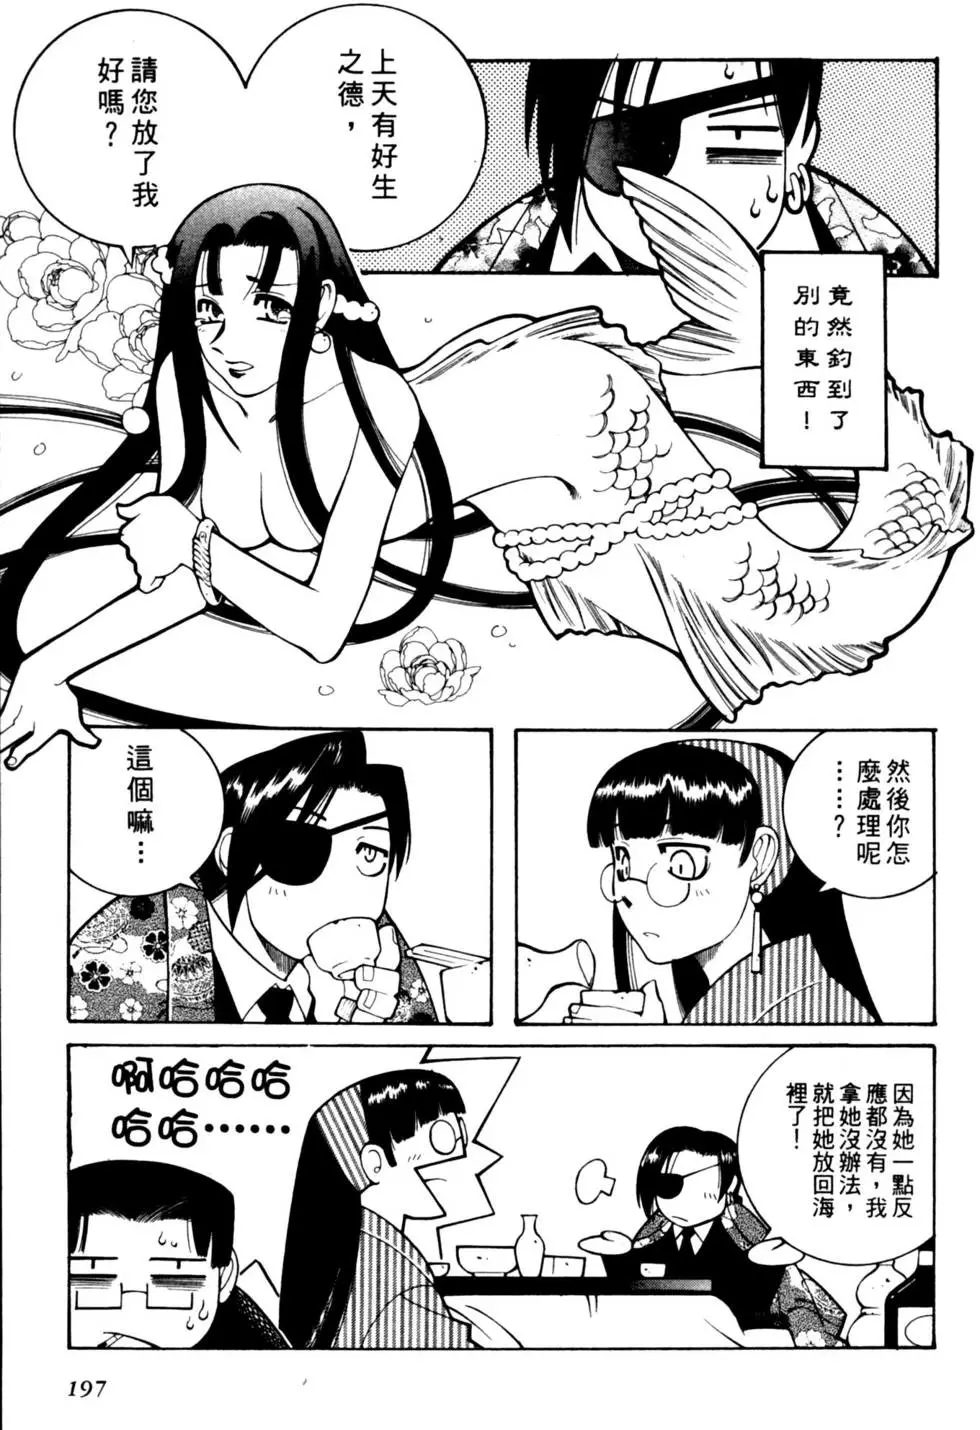 上天有好生
之德，
請您放了我
好嗎？
竟然釣到了
別的東西！
然後你怎
麼處理呢
……？
這個嘛…
因為她一點反
應都沒有，我
拿她沒辦法，
就把她放回海
裡了！
啊哈哈哈
哈哈……
197